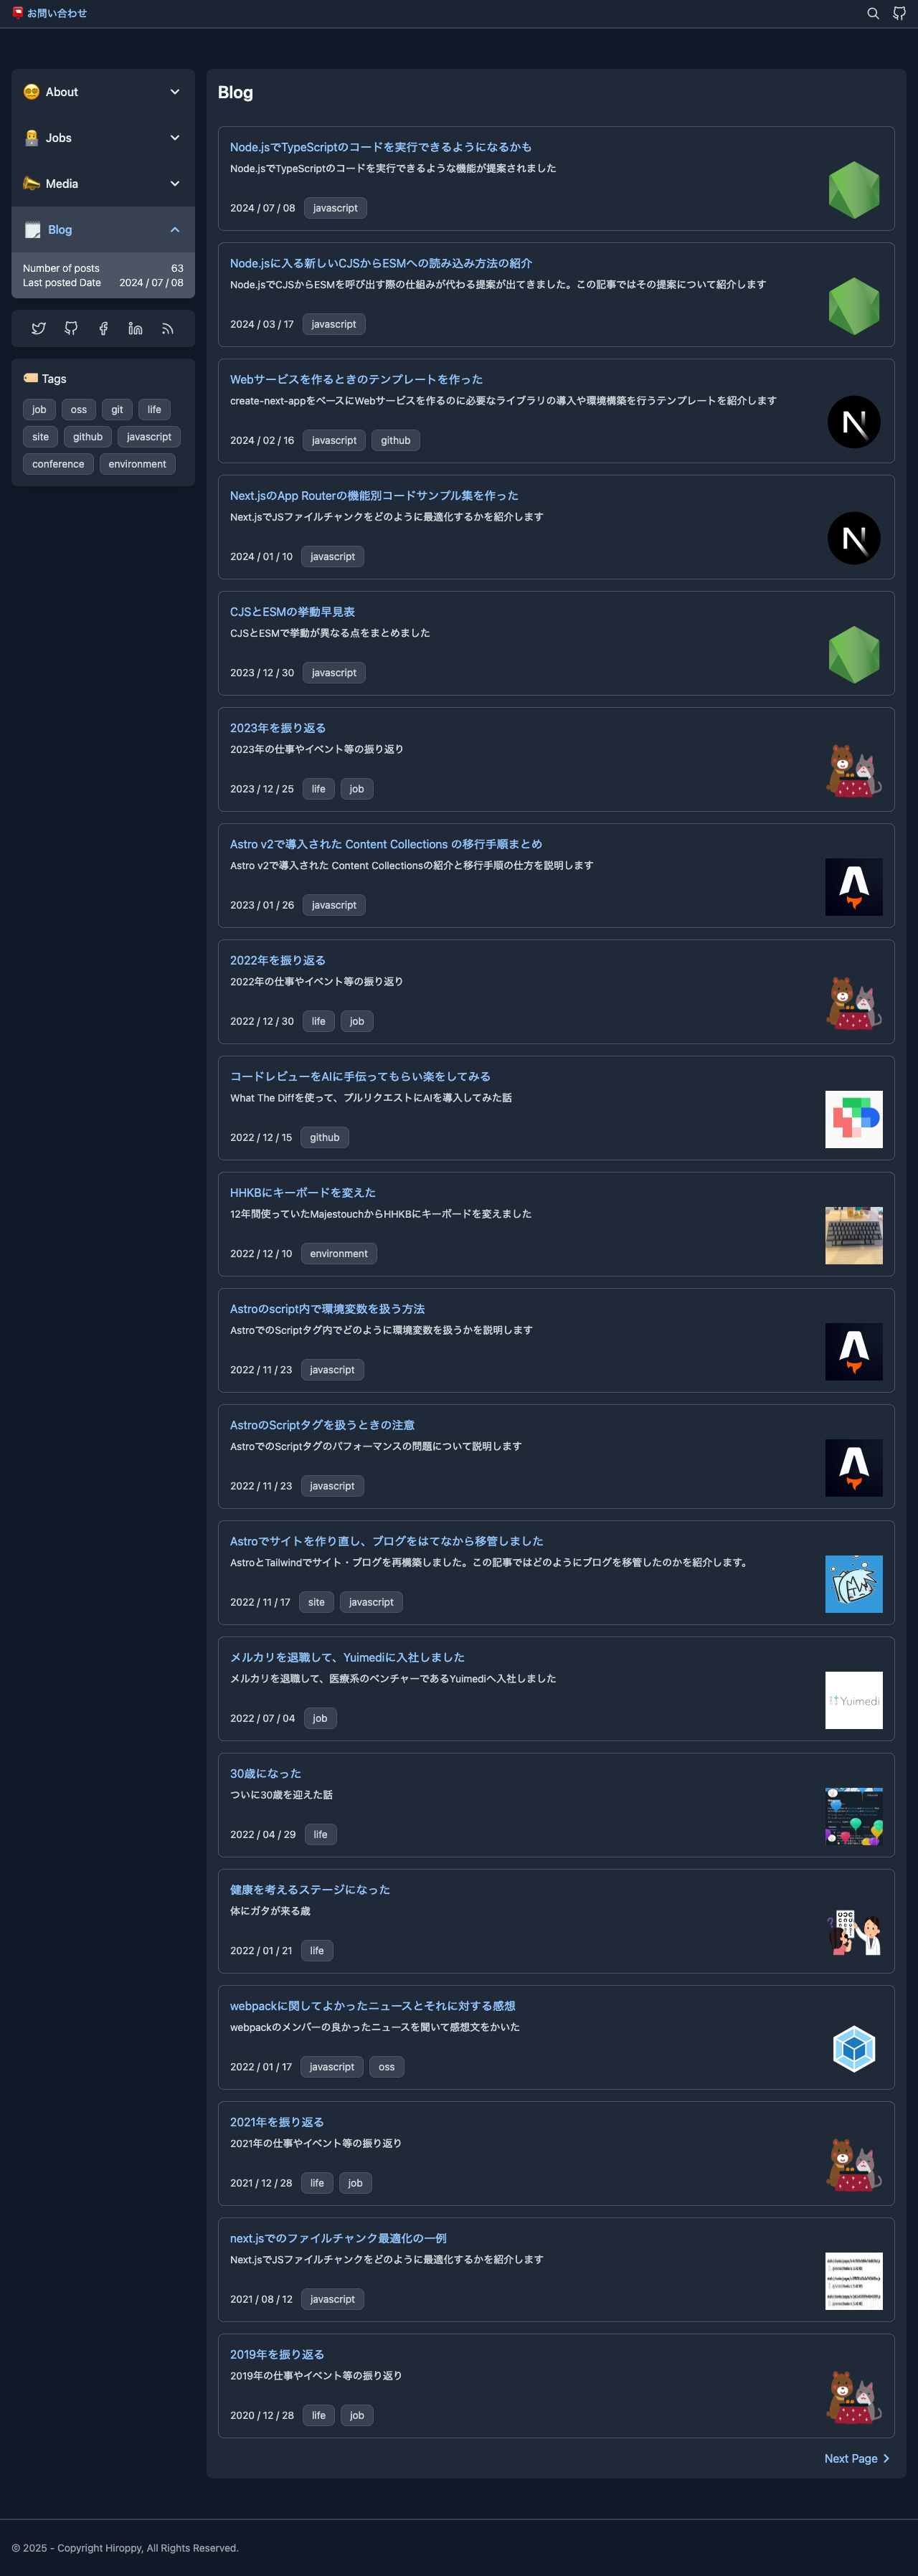 お問い合わせ
About
Jobs
Media
Blog
Number of posts 63
Last posted Date 2024 / 07 / 08
Tags
job oss git life
site github javascript
conference environment
Blog
Node.jsでTypeScriptのコードを実行できるようになるかも
Node.jsでTypeScriptのコードを実行できるような機能が提案されました
2024 / 07 / 08 javascript
Node.jsに入る新しいCJSからESMへの読み込み方法の紹介
Node.jsでCJSからESMを呼び出す際の仕組みが代わる提案が出てきました。この記事ではその提案について紹介します
2024 / 03 / 17 javascript
Webサービスを作るときのテンプレートを作った
create-next-appをベースにWebサービスを作るのに必要なライブラリの導入や環境構築を行うテンプレートを紹介します
2024 / 02 / 16 javascript github
Next.jsのApp Routerの機能別コードサンプル集を作った
Next.jsでJSファイルチャンクをどのように最適化するかを紹介します
2024 / 01 / 10 javascript
CJSとESMの挙動早見表
CJSとESMで挙動が異なる点をまとめました
2023 / 12 / 30 javascript
2023年を振り返る
2023年の仕事やイベント等の振り返り
2023 / 12 / 25 life job
Astro v2で導入された Content Collections の移行手順まとめ
Astro v2で導入された Content Collectionsの紹介と移行手順の仕方を説明します
2023 / 01 / 26 javascript
2022年を振り返る
2022年の仕事やイベント等の振り返り
2022 / 12 / 30 life job
コードレビューをAIに手伝ってもらい楽をしてみる
What The Diffを使って、プルリクエストにAIを導入してみた話
2022 / 12 / 15 github
HHKBにキーボードを変えた
12年間使っていたMajestouchからHHKBにキーボードを変えました
2022 / 12 / 10 environment
Astroのscript内で環境変数を扱う方法
AstroでのScriptタグ内でどのように環境変数を扱うかを説明します
2022 / 11 / 23 javascript
AstroのScriptタグを扱うときの注意
AstroでのScriptタグのパフォーマンスの問題について説明します
2022 / 11 / 23 javascript
Astroでサイトを作り直し、ブログをはてなから移管しました
AstroとTailwindでサイト・ブログを再構築しました。この記事ではどのようにブログを移管したのかを紹介します。
2022 / 11 / 17 site javascript
メルカリを退職して、Yuimediに入社しました
メルカリを退職して、医療系のベンチャーであるYuimediへ入社しました
2022 / 07 / 04 job
Yuimedi
30歳になった
ついに30歳を迎えた話
2022 / 04 / 29 life
健康を考えるステージになった
体にガタが来る歳
2022 / 01 / 21 life
webpackに関してよかったニュースとそれに対する感想
webpackのメンバーの良かったニュースを聞いて感想文をかいた
2022 / 01 / 17 javascript oss
2021年を振り返る
2021年の仕事やイベント等の振り返り
2021 / 12 / 28 life job
next.jsでのファイルチャンク最適化の一例
Next.jsでJSファイルチャンクをどのように最適化するかを紹介します
2021 / 08 / 12 javascript
2019年を振り返る
2019年の仕事やイベント等の振り返り
2020 / 12 / 28 life job
Next Page
© 2025 - Copyright Hiroppy, All Rights Reserved.